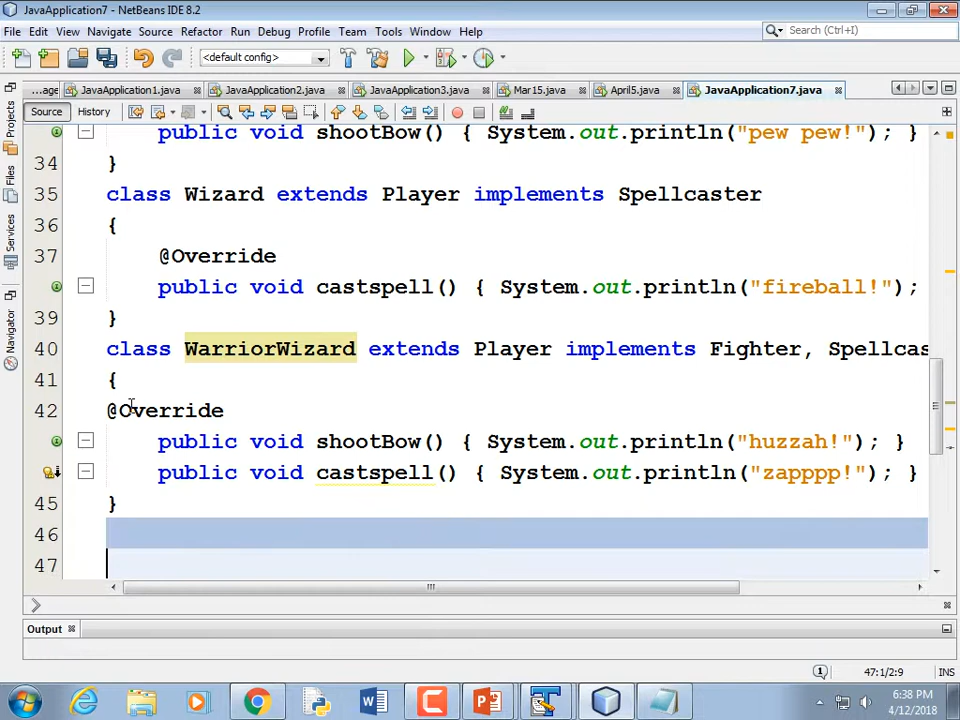 JavaApplication7 - NetBeans IDE 8.2
File Edit View Navigate Source Refactor Run Debug Profile Team Tools Window Help
Search (Ctrl+I)
<default config>
...age JavaApplication1.java JavaApplication2.java JavaApplication3.java Mar15.java April5.java JavaApplication7.java
Source History
Projects
Files
Services
Navigator
public void shootBow() { System.out.println("pew pew!"); }
34 }
35 class Wizard extends Player implements Spellcaster
36 {
37 @Override
public void castspell() { System.out.println("fireball!");
39 }
40 class WarriorWizard extends Player implements Fighter, Spellcas
41 {
42 @Override
public void shootBow() { System.out.println("huzzah!"); }
public void castspell() { System.out.println("zapppp!"); }
45 }
46
47
Output
47:1/2:9 INS
6:38 PM
4/12/2018